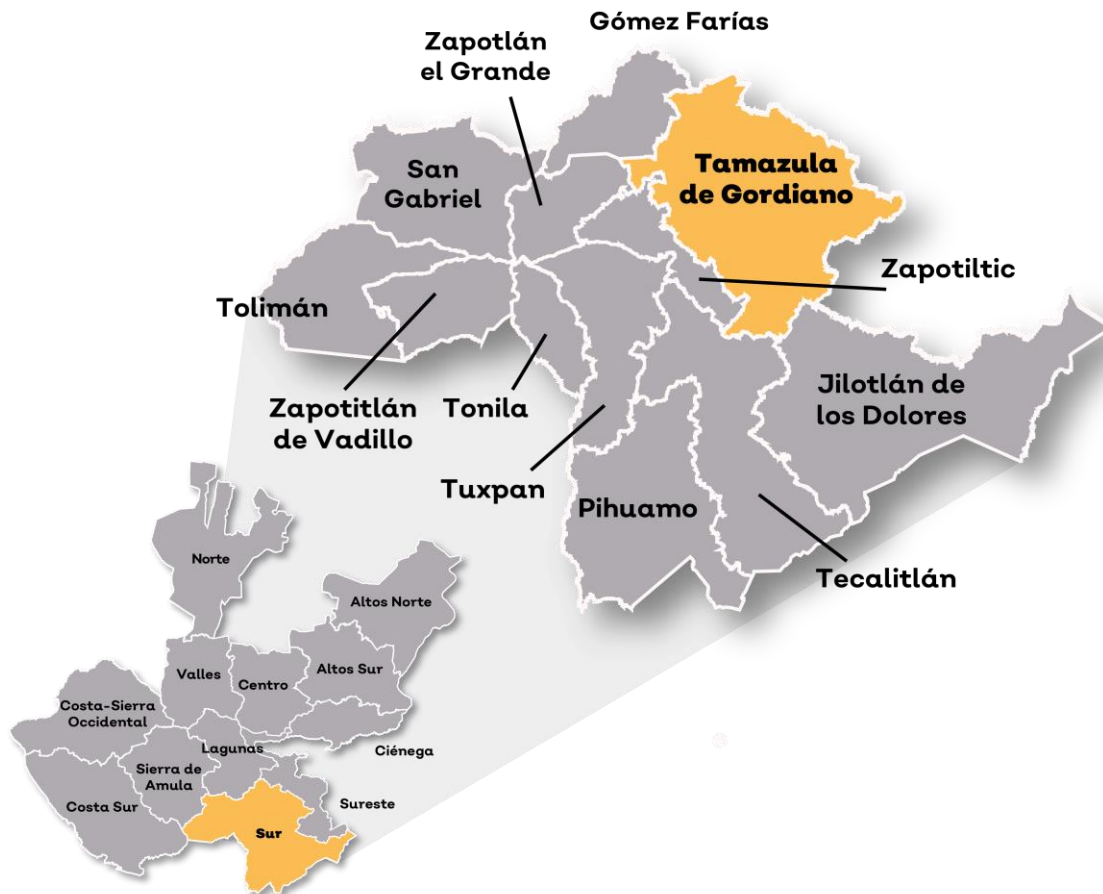 Gómez Farías
Zapotlán
el Grande
San
Gabriel
Tamazula
de Gordiano
Zapotiltic
Tolimán
Jilotlán de
los Dolores
Zapotitlán
de Vadillo
Tonila
Tuxpan
Pihuamo
Tecalitlán
Norte
Altos Norte
Valles
Centro
Altos Sur
Costa-Sierra
Occidental
Lagunas
Ciénega
Sierra de
Amula
Costa Sur
Sureste
Sur